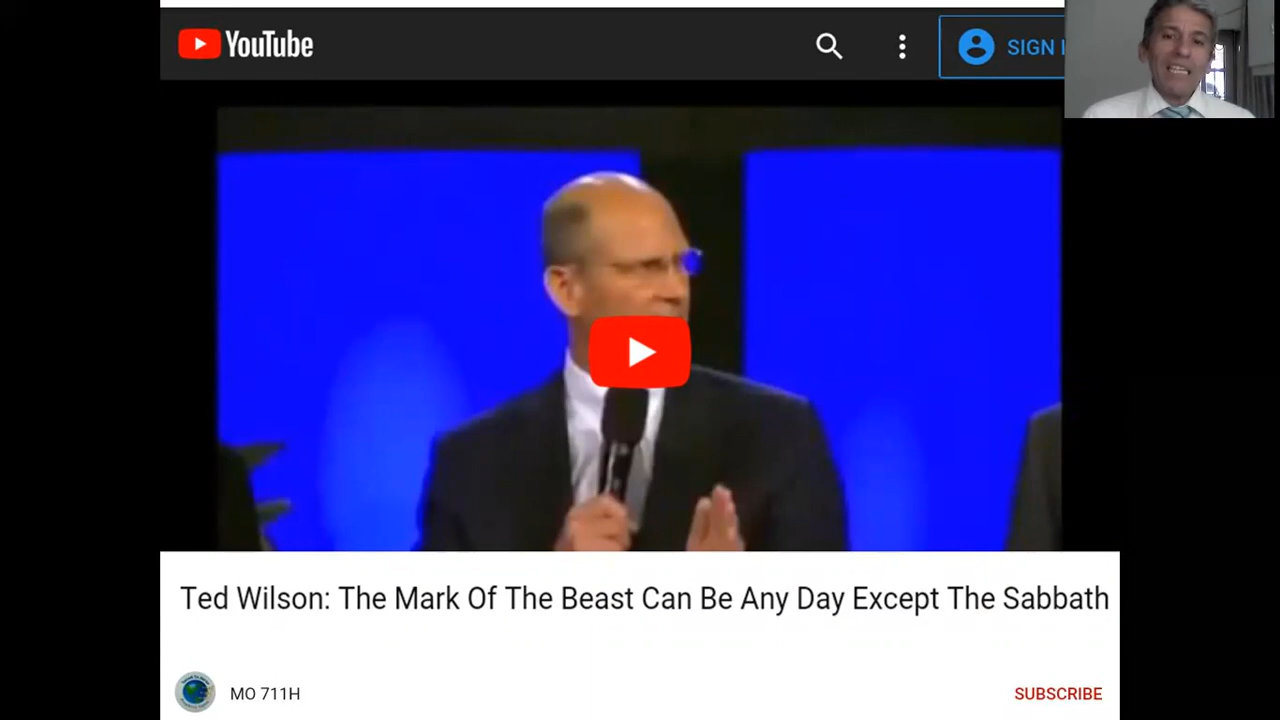 YouTube
SIGN I
Ted Wilson: The Mark Of The Beast Can Be Any Day Except The Sabbath
MO 711H
SUBSCRIBE